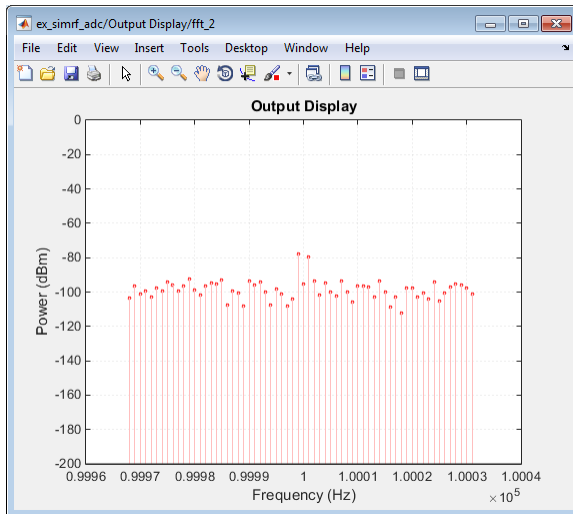 ex_simrf_adc/Output Display/fft_2
File Edit View Insert Tools Desktop Window Help
Output Display
0
-20
-40
-60
-80
-100
-120
-140
-160
-180
-200
Power (dBm)
0.9996 0.9997 0.9998 0.9999 1 1.0001 1.0002 1.0003 1.0004
Frequency (Hz)
×10^5